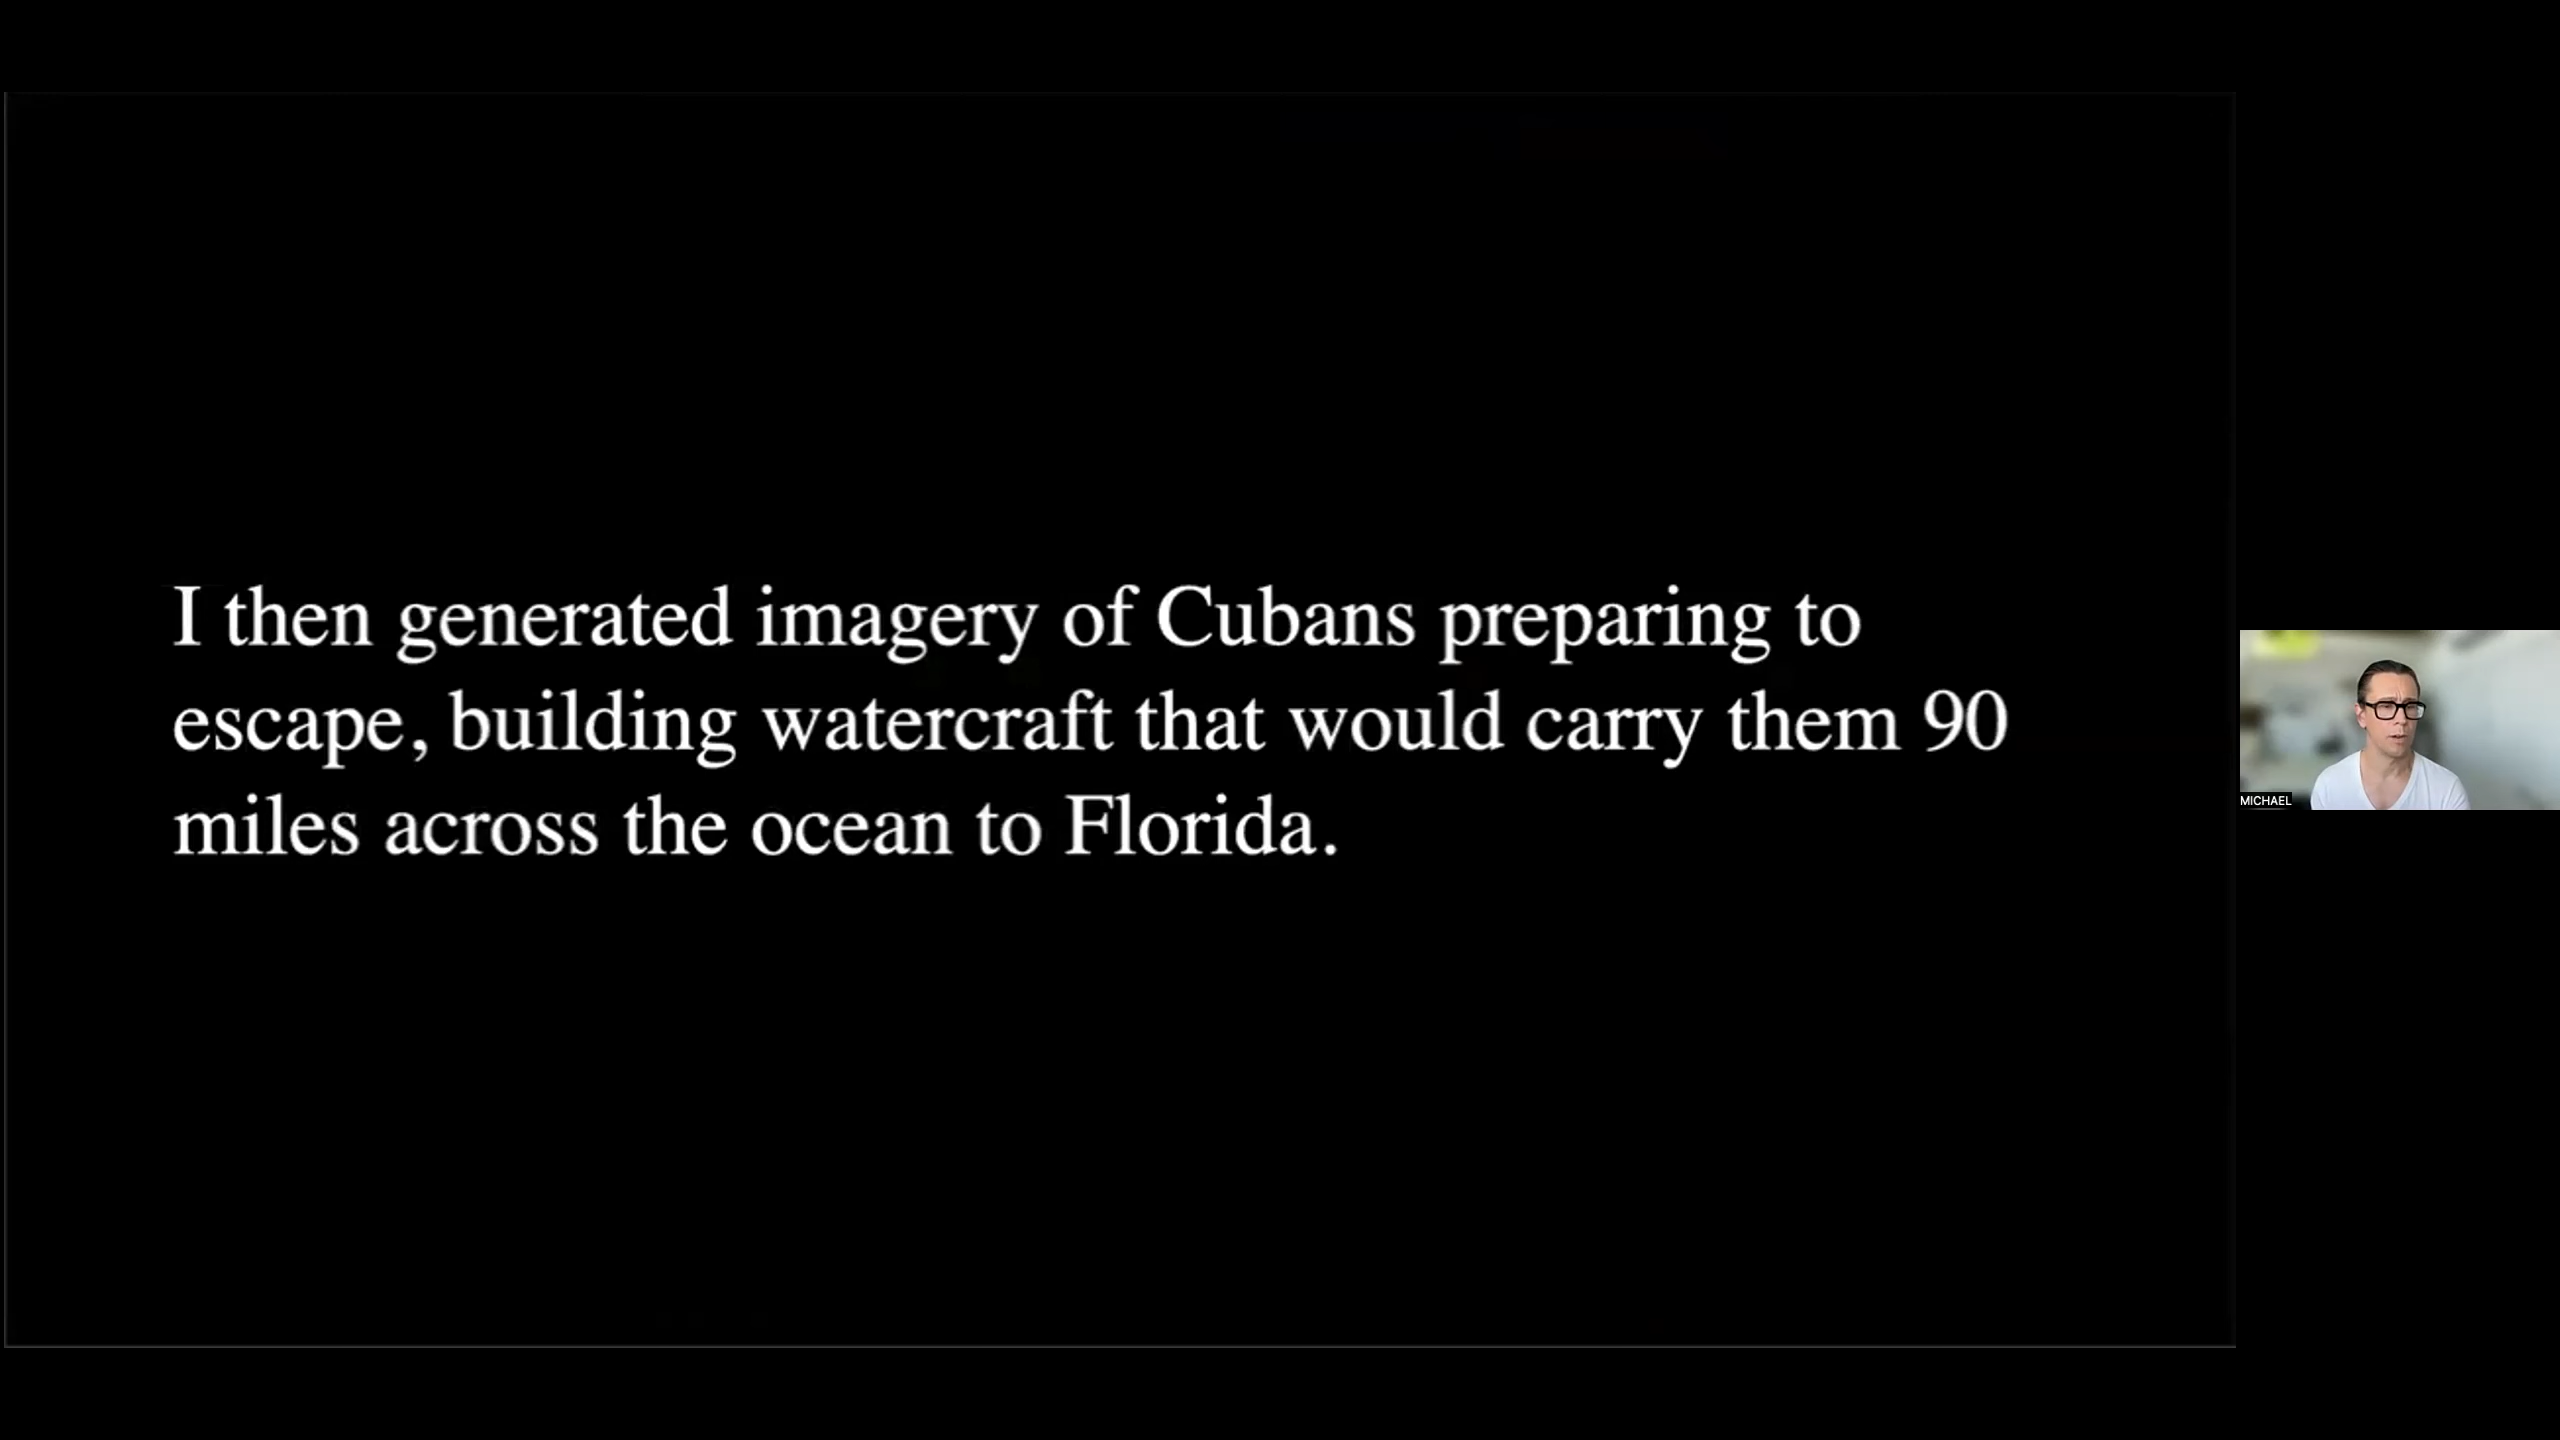 I then generated imagery of Cubans preparing to
escape, building watercraft that would carry them 90
miles across the ocean to Florida.
MICHAEL